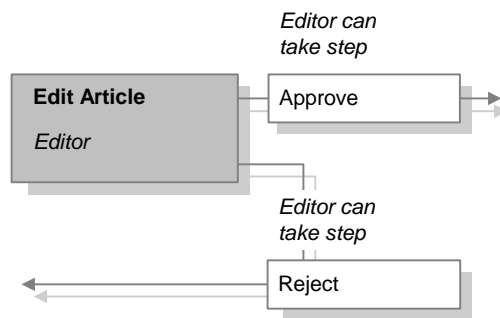 Editor can
take step
Edit Article
Approve
Editor
Editor can
take step
Reject